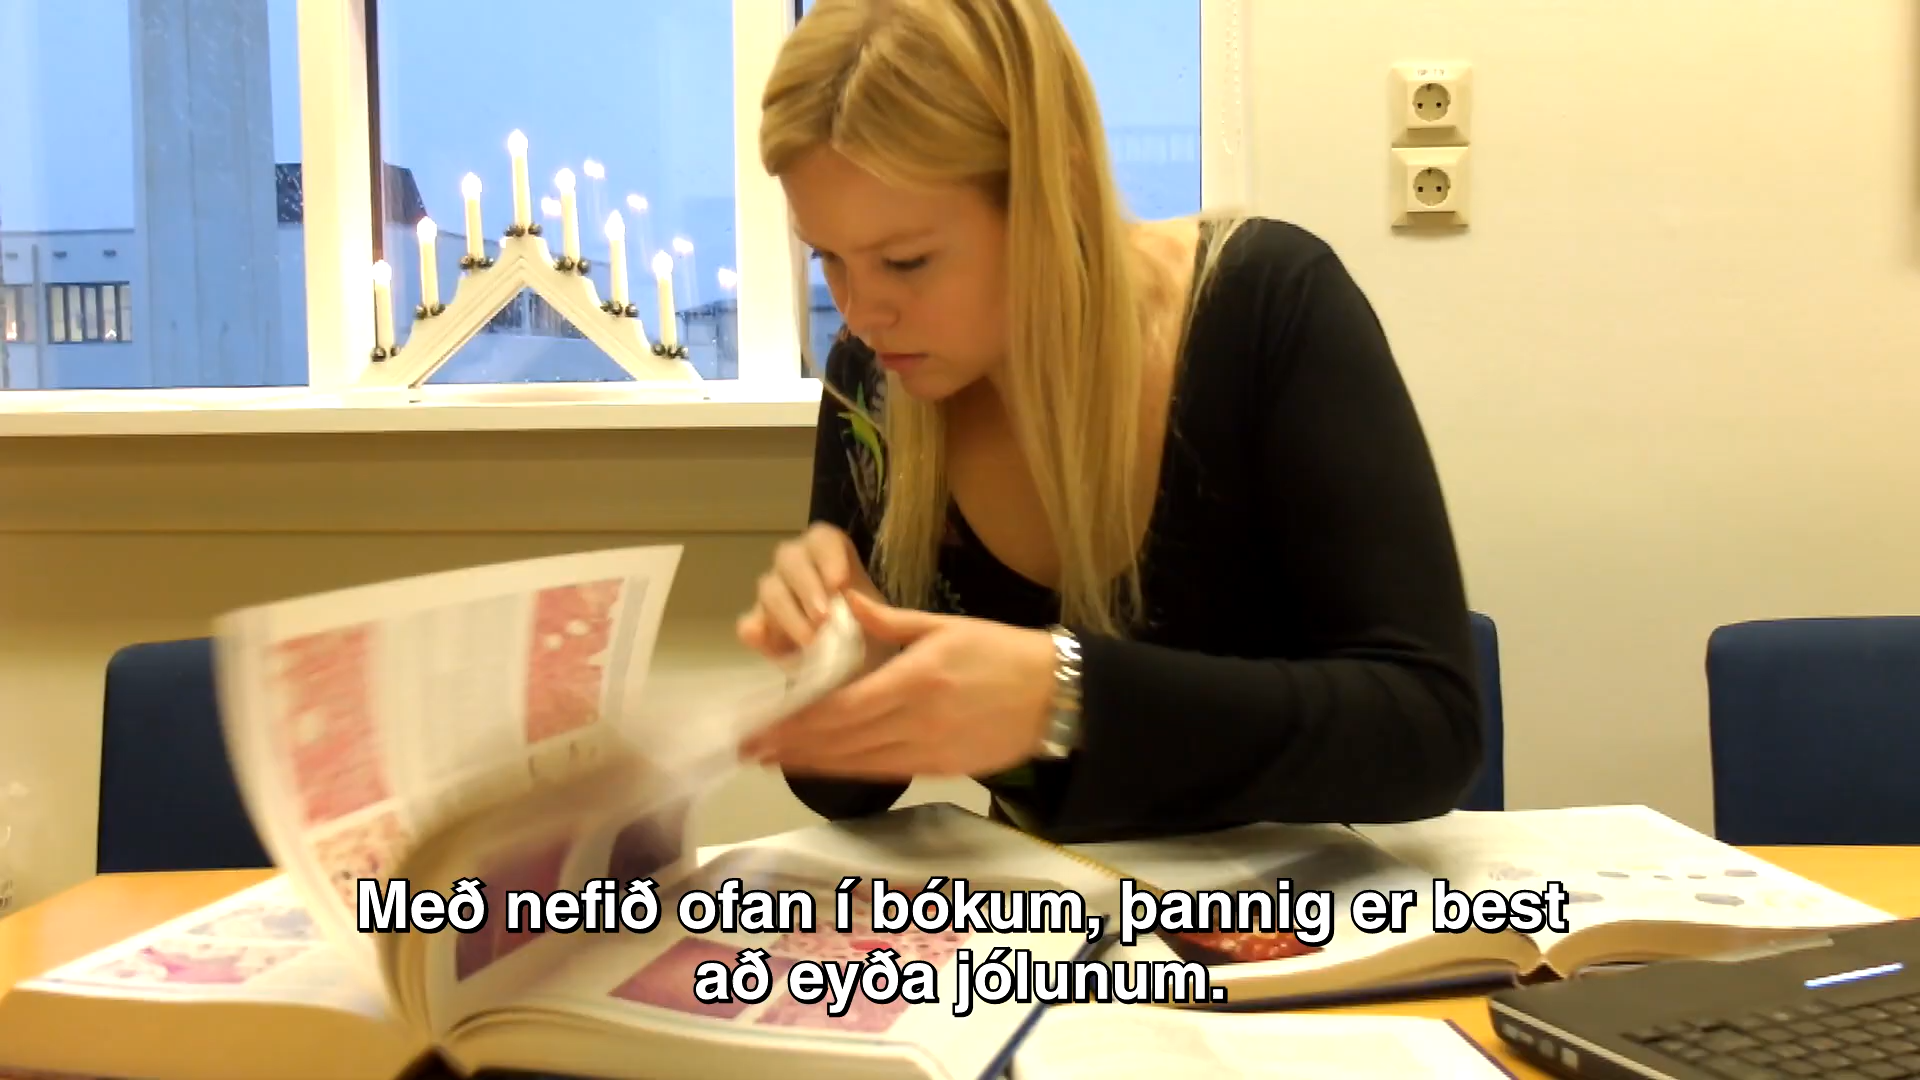 Með nefið ofan í bókum, þannig er best
að eyða jólunum.